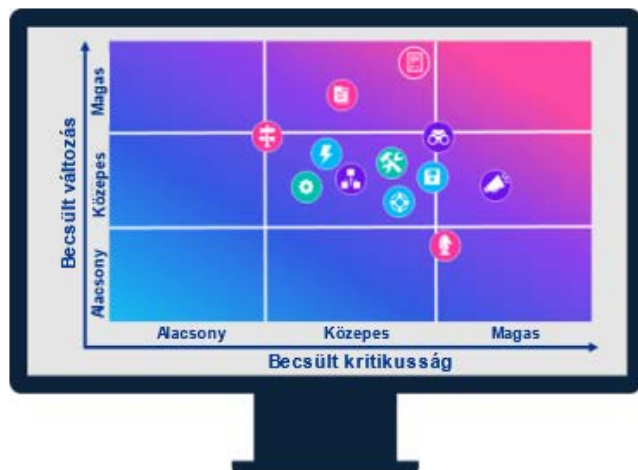 Becsült változás
Magas
Közepes
Alacsony
Alacsony
Közepes
Magas
Becsült kritikusság